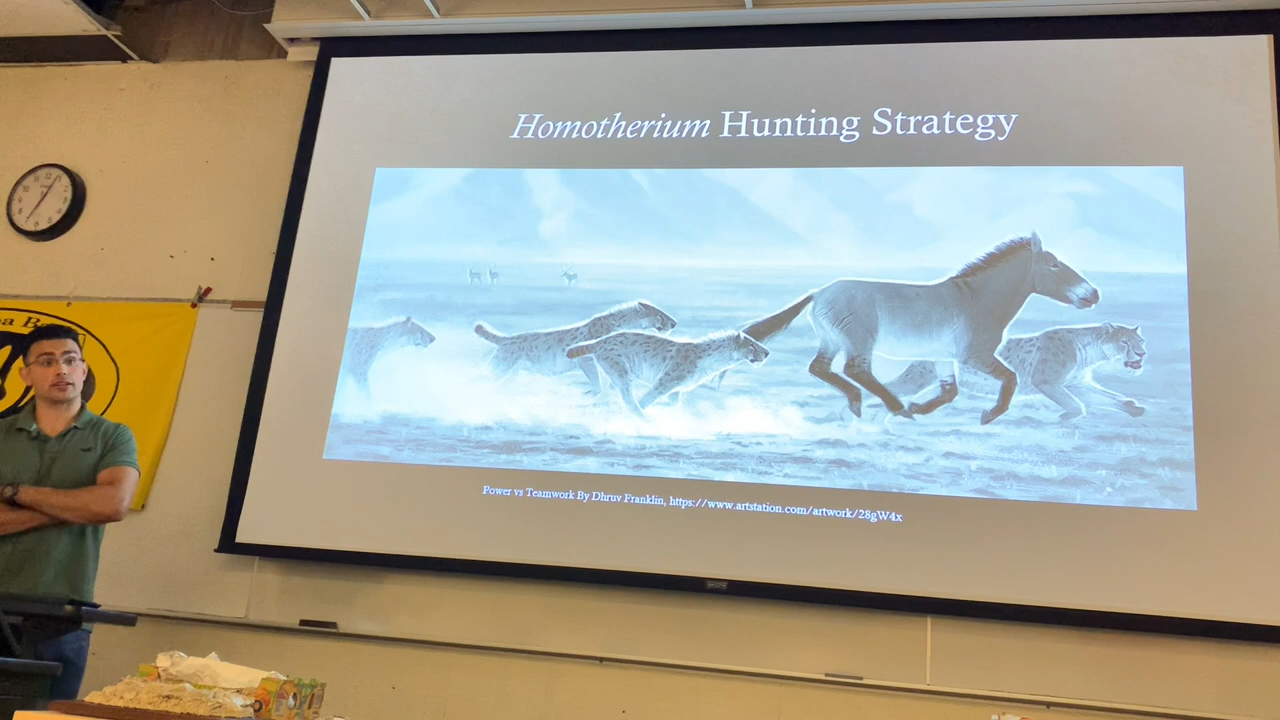 Homotherium Hunting Strategy
Power vs Teamwork By Dhruv Franklin, https://www.artstation.com/artwork/28gW4x